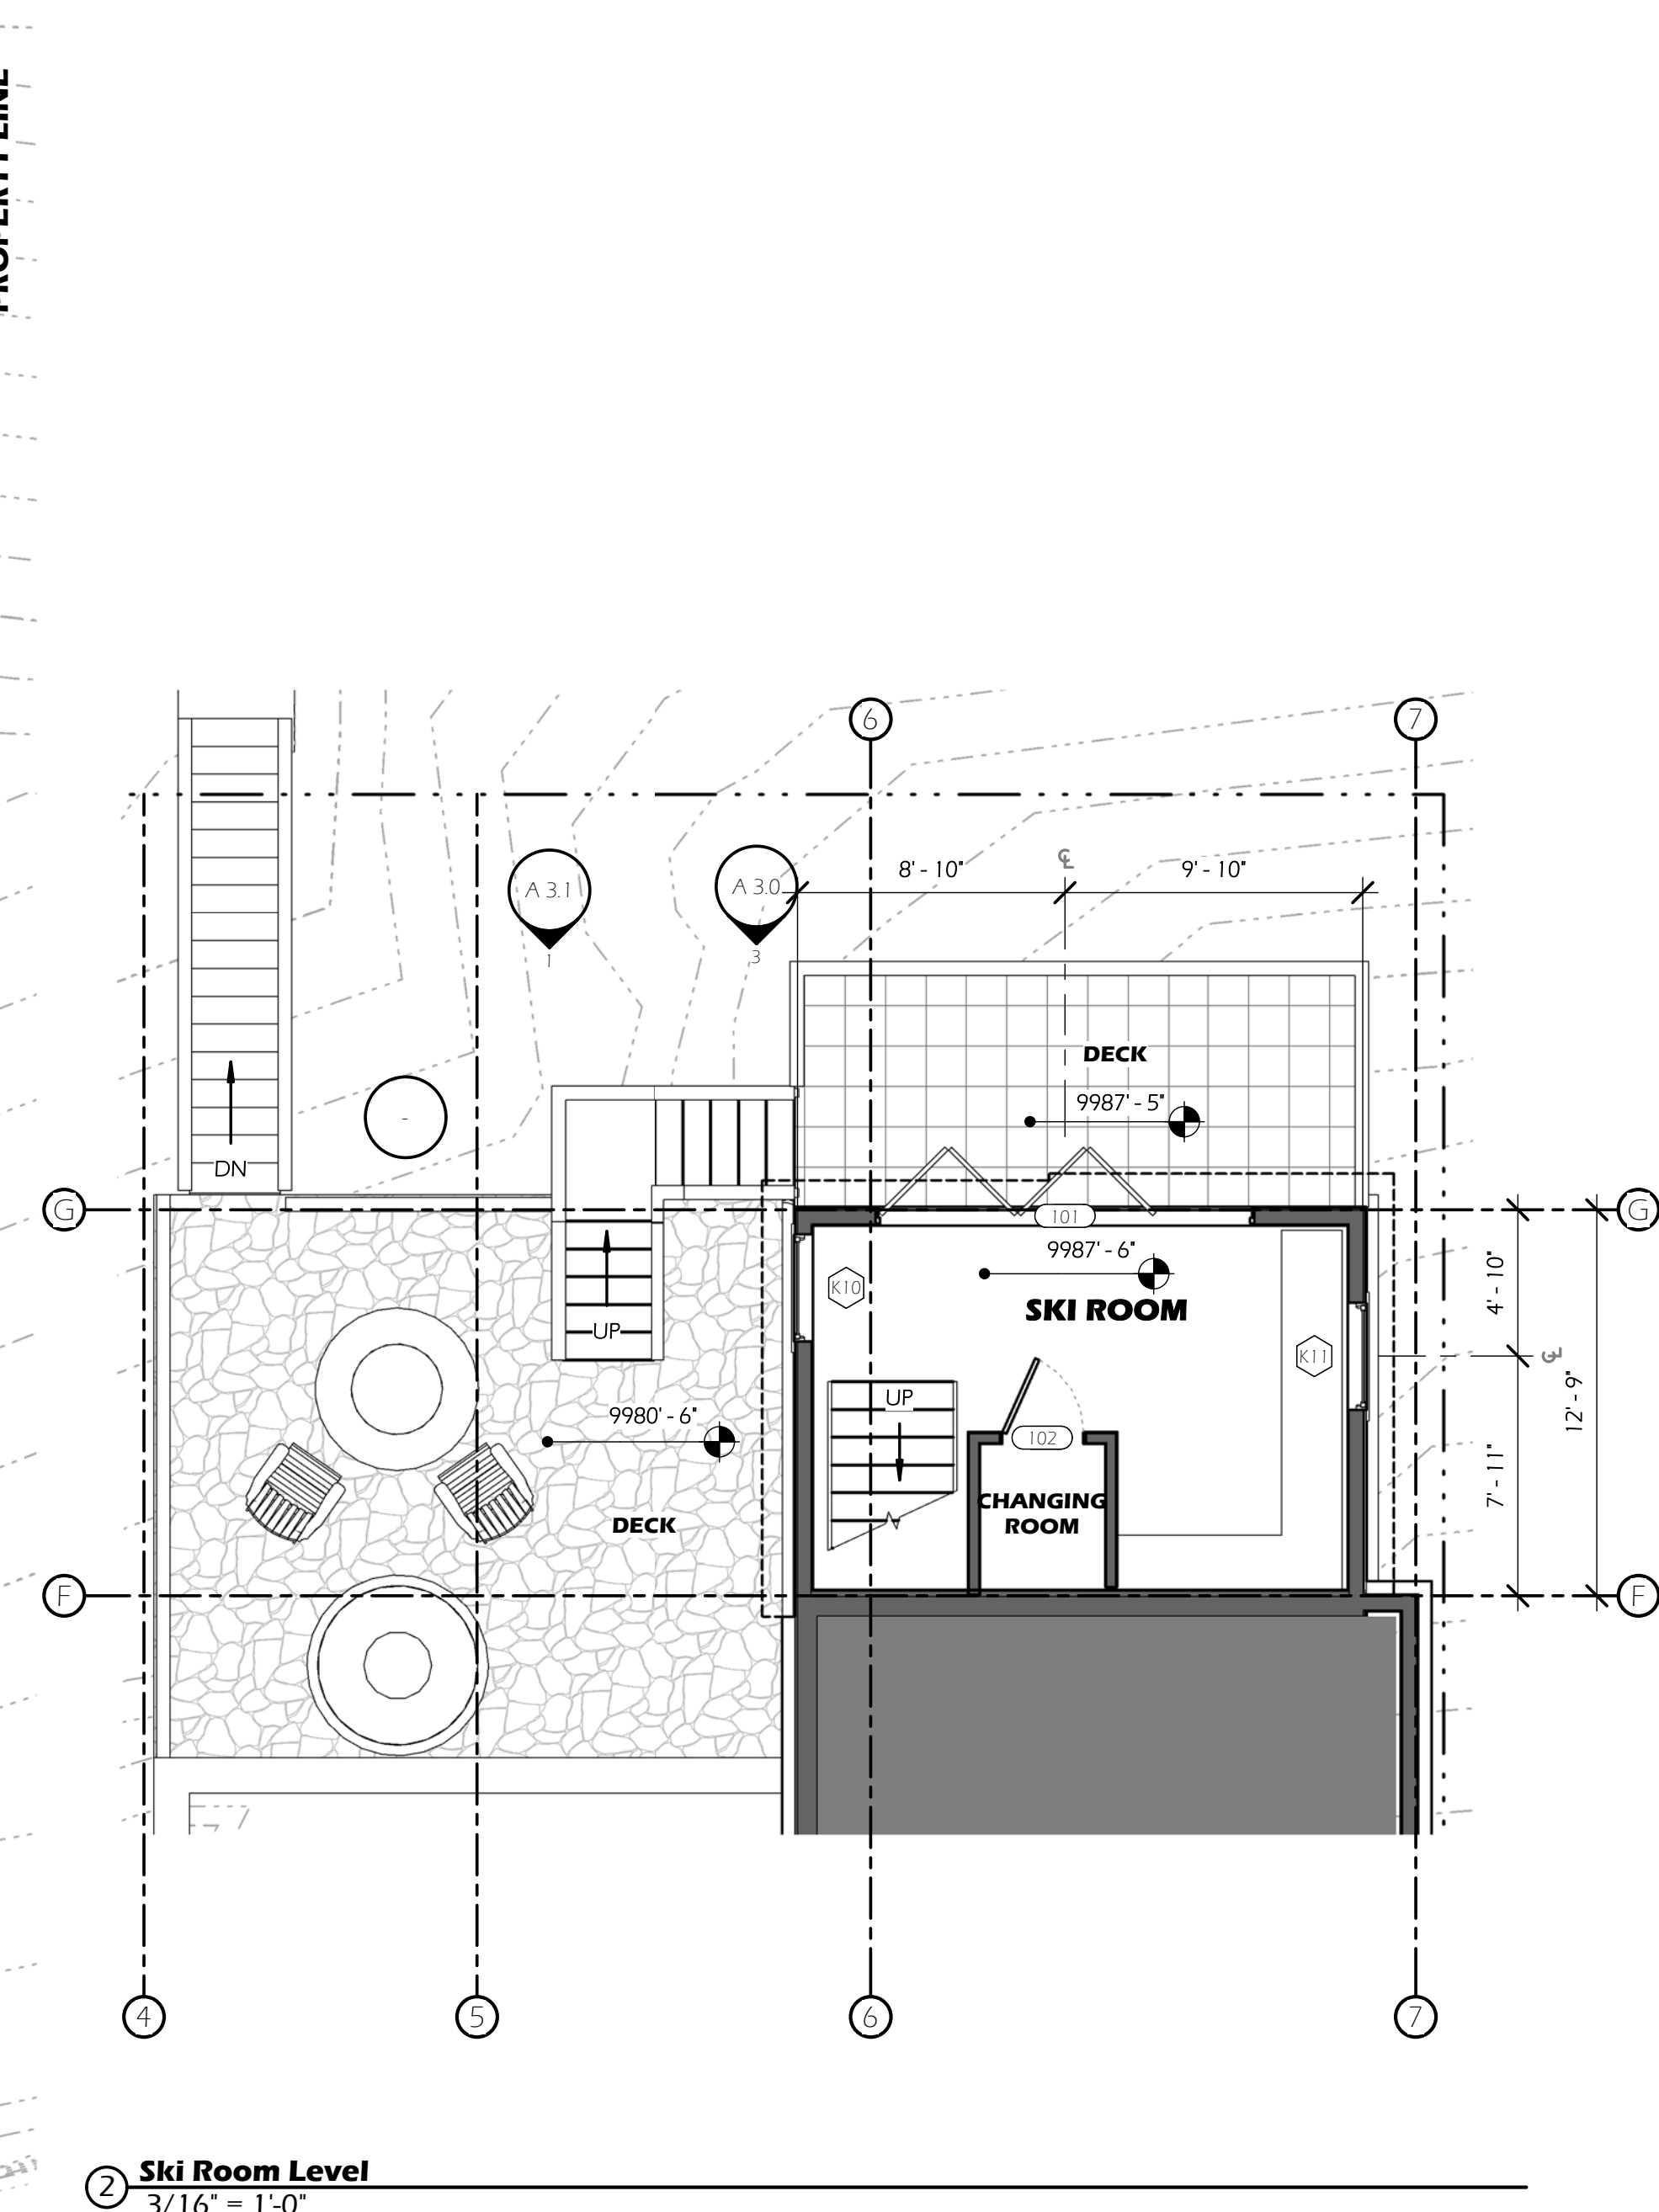 PROPERTY LINE
6
7
8' - 10"
9' - 10"
A 3.1
A 3.0
1
3
DECK
9987' - 5"
-
DN
G
G
101
9987' - 6"
K10
SKI ROOM
4' - 10"
UP
K11
12' - 9"
UP
9980' - 6"
102
7' - 11"
CHANGING
ROOM
DECK
F
F
4
5
6
7
2
Ski Room Level
3/16" = 1'-0"